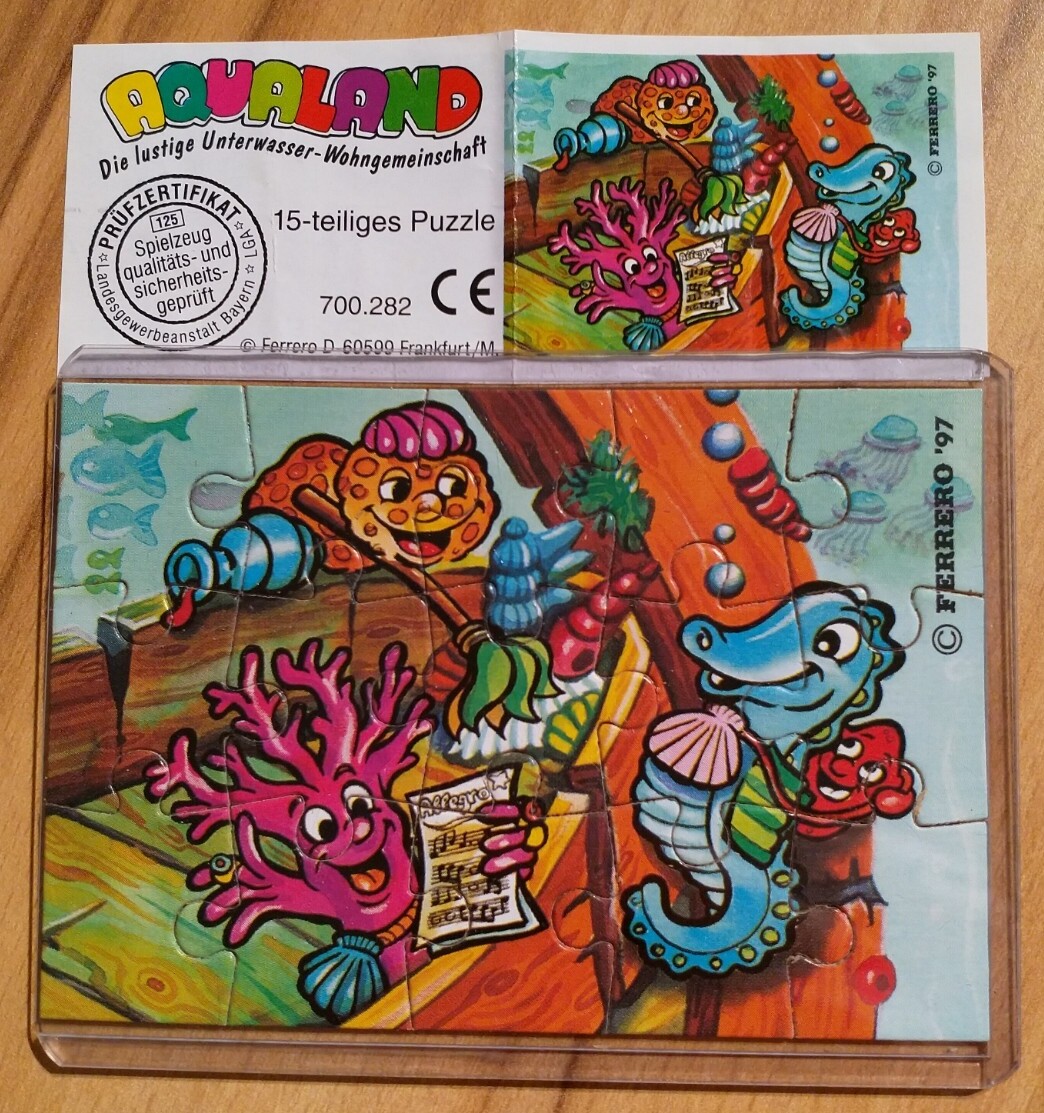 AQUALAND
Die lustige Unterwasser-Wohngemeinschaft
PRÜFZERTIFIKAT
125
Spielzeug
qualitäts- und
sicherheits-
geprüft
Landesgewerbeanstalt Bayern
LGA
15-teiliges Puzzle
700.282 CE
© Ferrero D 60599 Frankfurt/M.
© FERRERO '97
Allegro
Allegro
© FERRERO '97